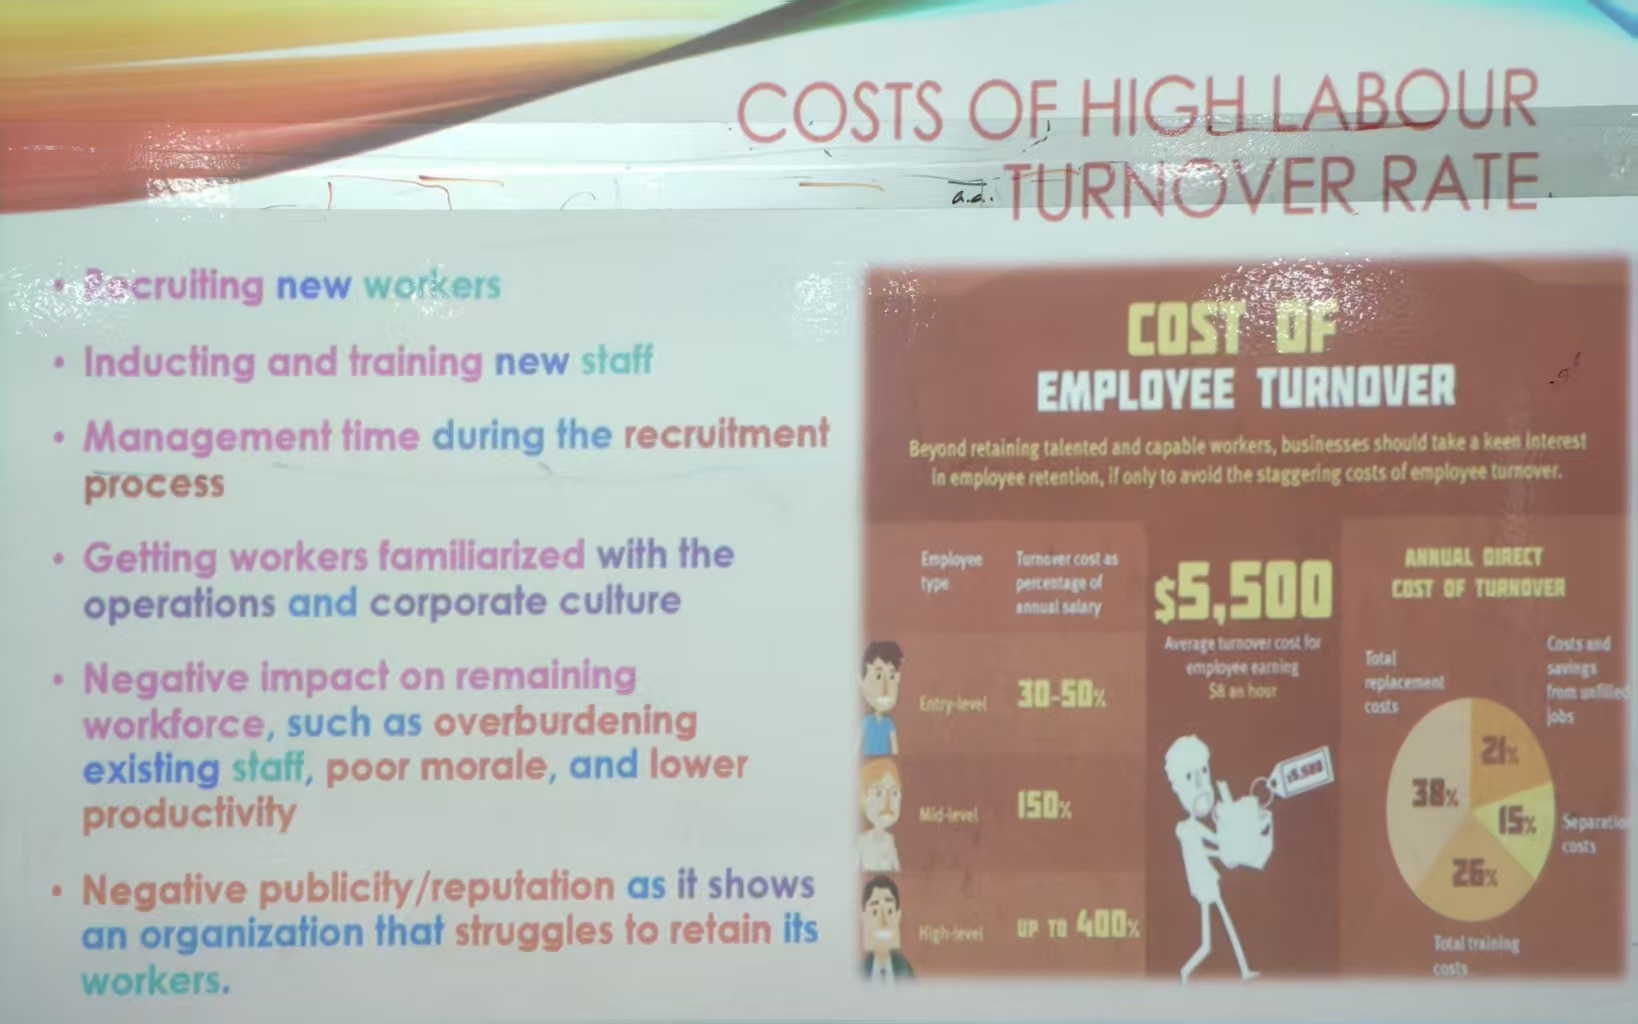 COSTS OF HIGH LABOUR
TURNOVER RATE
a.d.
• Recruiting new workers
• Inducting and training new staff
• Management time during the recruitment
process
• Getting workers familiarized with the
operations and corporate culture
• Negative impact on remaining
workforce, such as overburdening
existing staff, poor morale, and lower
productivity
• Negative publicity/reputation as it shows
an organization that struggles to retain its
workers.
COST OF
EMPLOYEE TURNOVER
Beyond retaining talented and capable workers, businesses should take a keen interest
in employee retention, if only to avoid the staggering costs of employee turnover.
Employee
type
Turnover cost as
percentage of
annual salary
Entry-level 30-50%
Mid-level 150%
High-level UP TO 400%
$5,500
Average turnover cost for
employee earning
$8 an hour
$5,500
ANNUAL DIRECT
COST OF TURNOVER
Total
replacement
costs
Costs and
savings
from unfilled
jobs
38%
21%
15%
26%
Separation
costs
Total training
costs